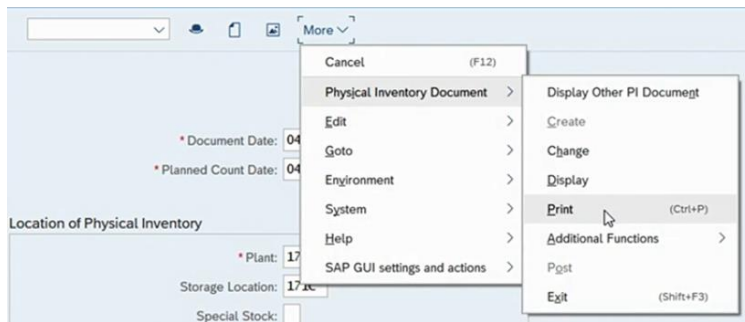 More
Cancel (F12)
Physical Inventory Document
Edit
Goto
Environment
System
Help
SAP GUI settings and actions
Display Other PI Document
Create
Change
Display
Print (Ctrl+P)
Additional Functions
Post
Exit (Shift+F3)
* Document Date: 04
* Planned Count Date: 04
Location of Physical Inventory
* Plant: 17
Storage Location:
Special Stock: